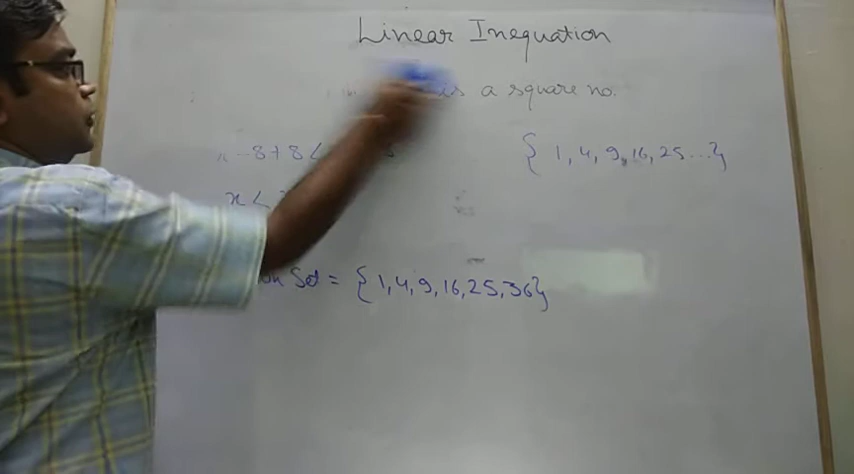 Linear Inequation
is a square no.
-8+8<
{1,4,9,16,25...}
x<
Set = {1,4,9,16,25,36}